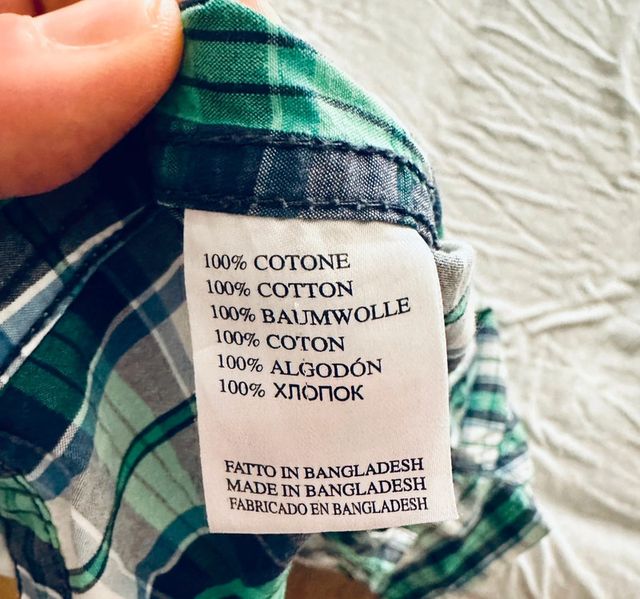 100% COTONE
100% COTTON
100% BAUMWOLLE
100% COTON
100% ALGODÓN
100% ХЛОПОК
FATTO IN BANGLADESH
MADE IN BANGLADESH
FABRICADO EN BANGLADESH